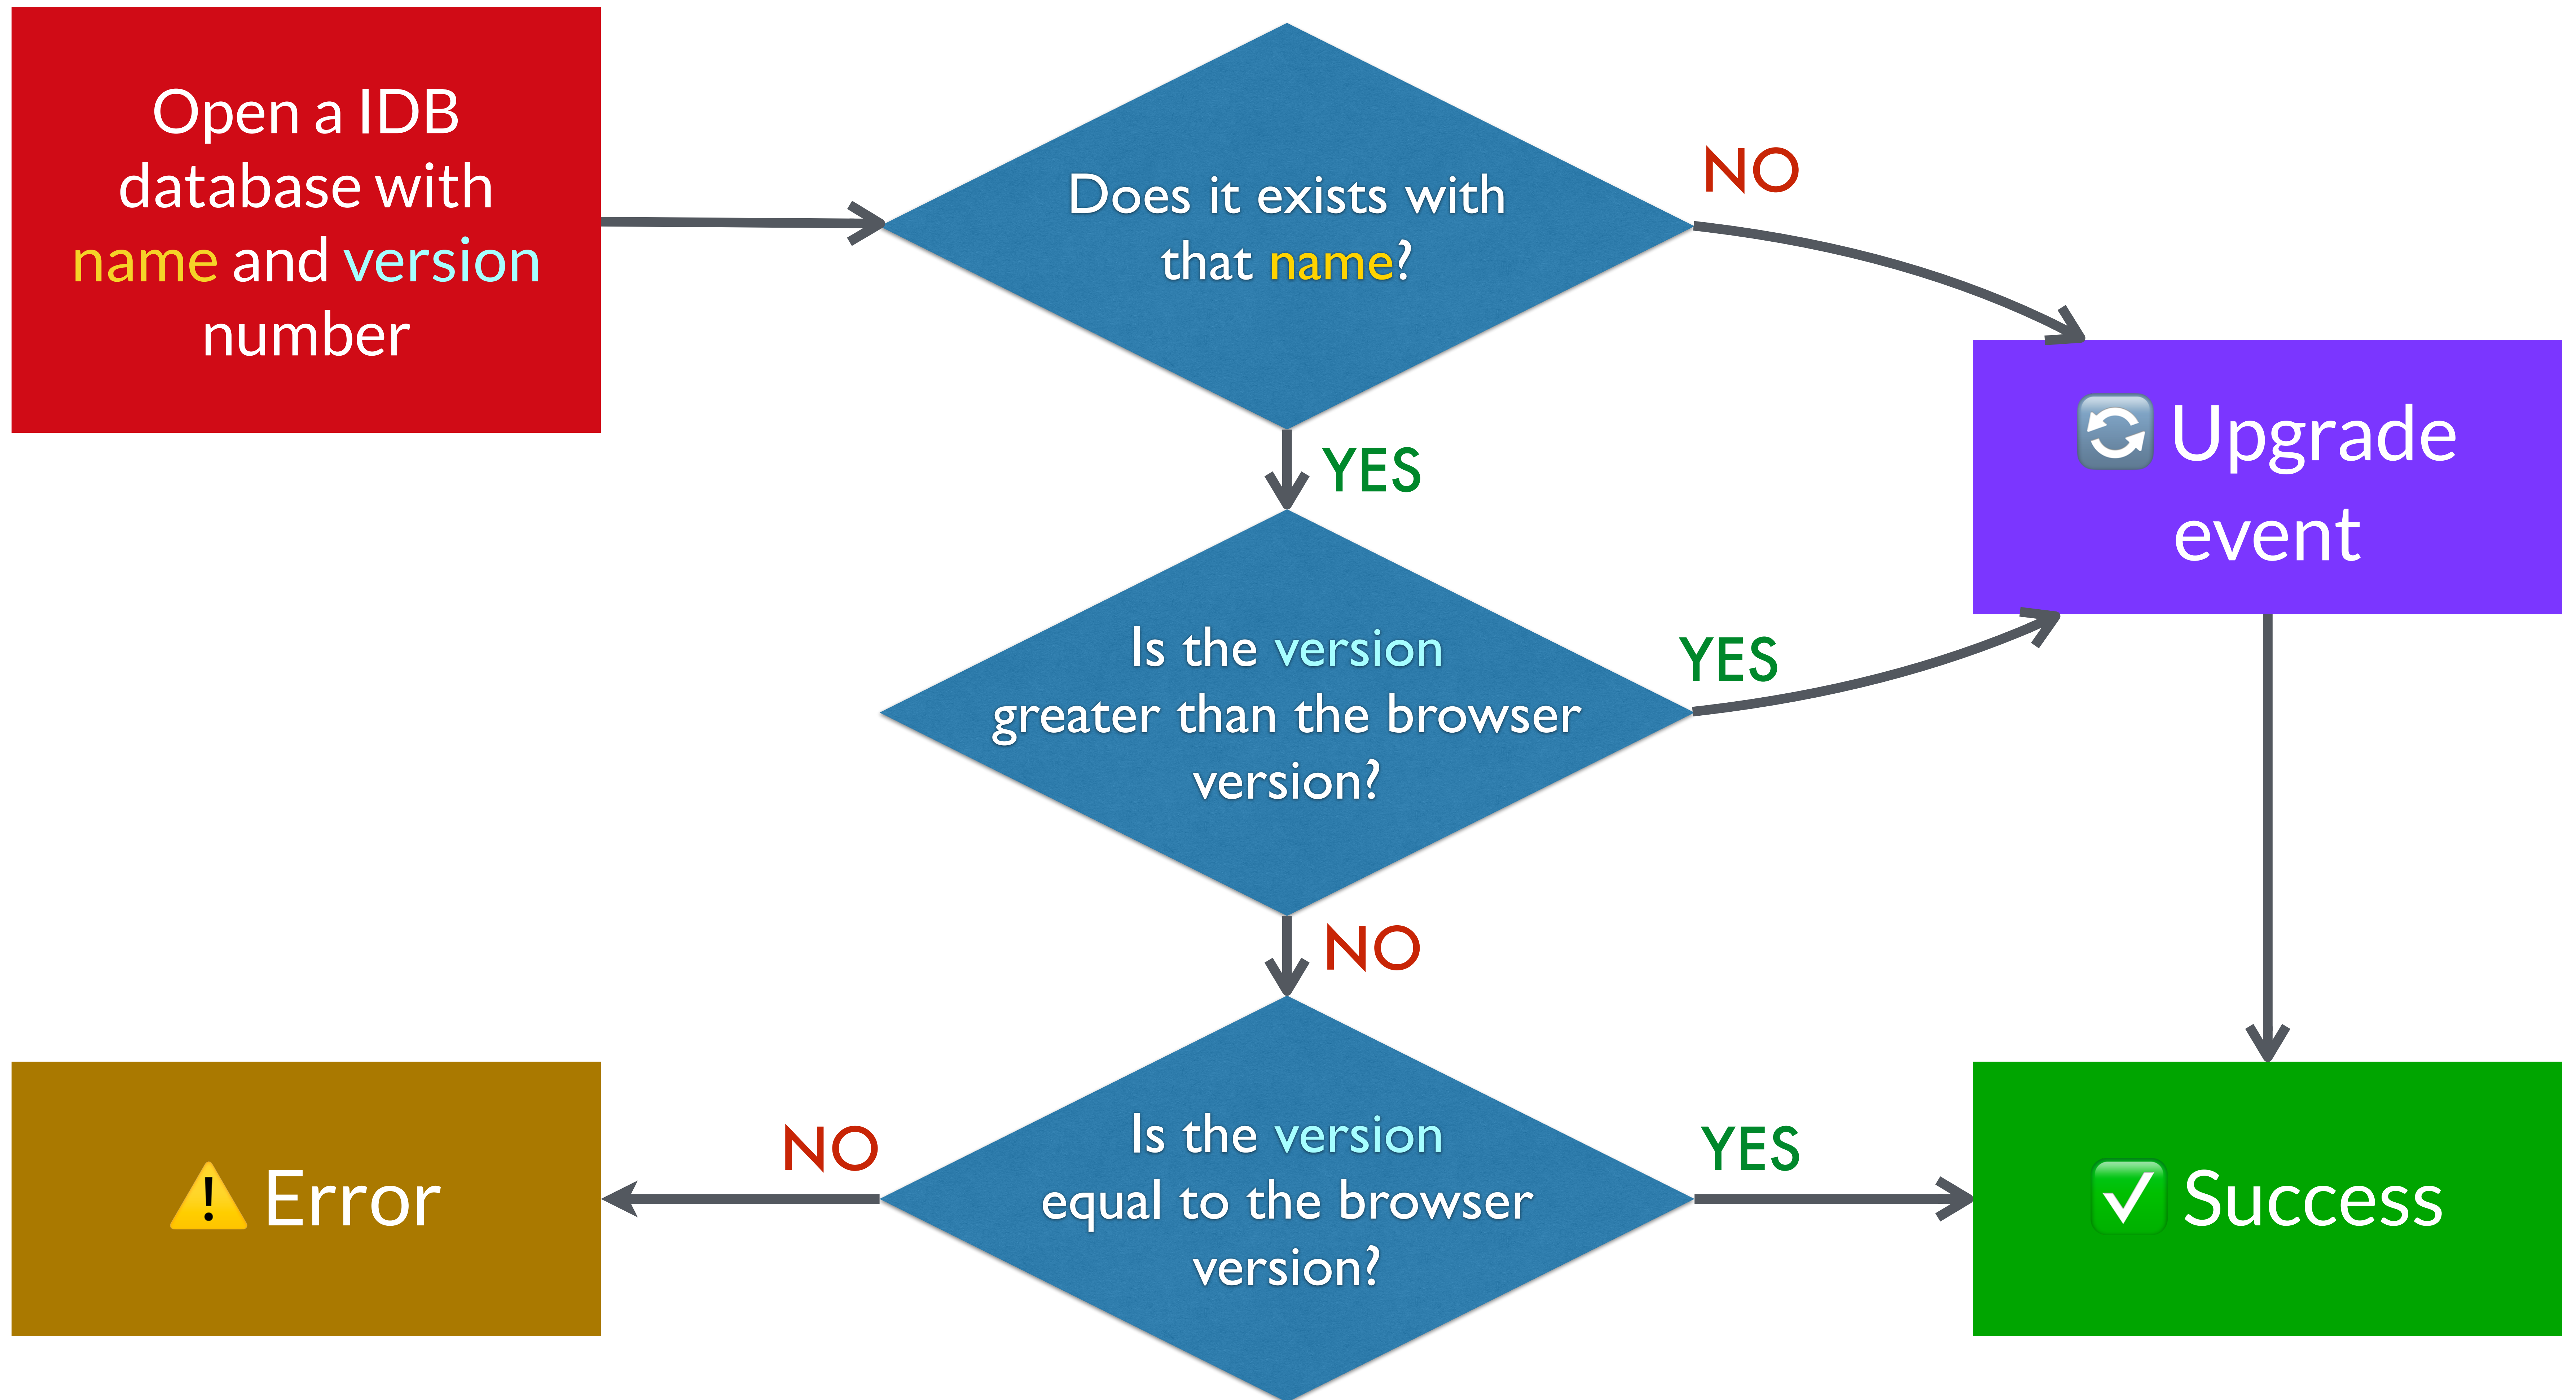 Open a IDB
database with
name and version
number
Does it exists with
that name?
NO
YES
Upgrade
event
Is the version
greater than the browser
version?
YES
NO
Is the version
equal to the browser
version?
NO
YES
Error
Success